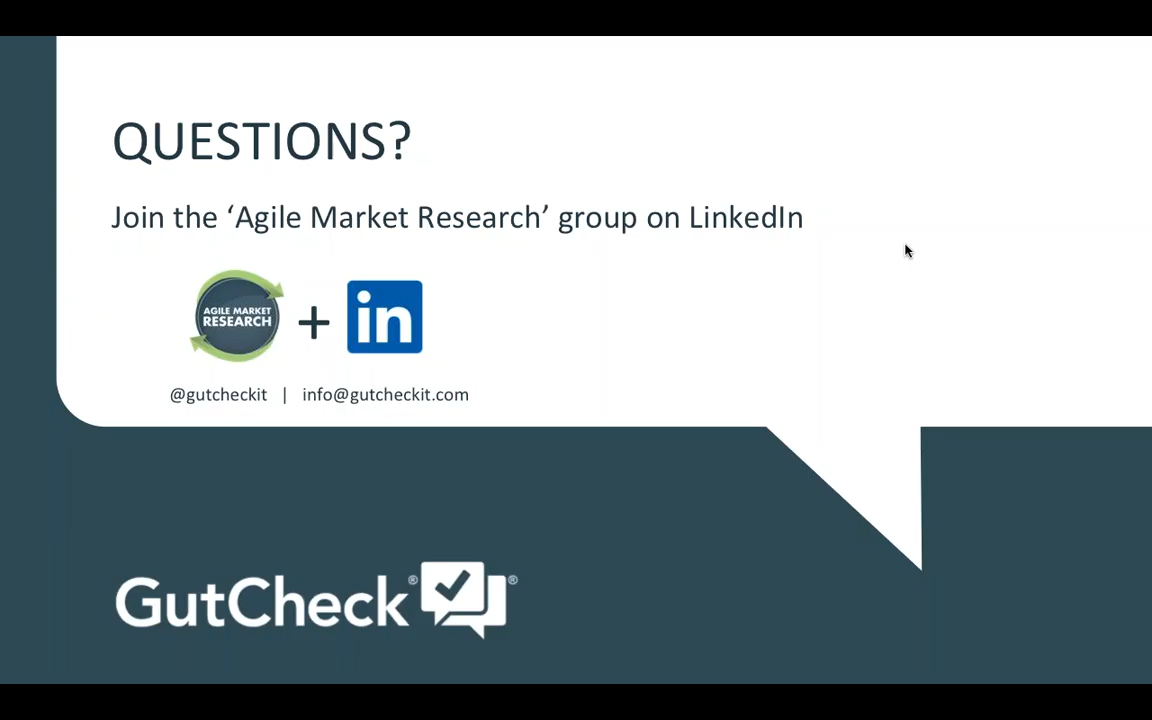 QUESTIONS?
Join the ‘Agile Market Research’ group on LinkedIn
AGILE MARKET
RESEARCH
+
in
@gutcheckit | info@gutcheckit.com
GutCheck® ®